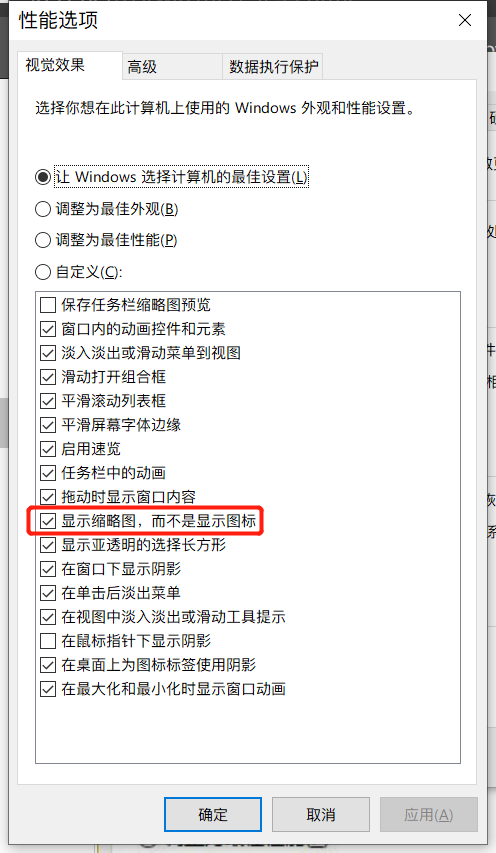 性能选项
视觉效果
高级
数据执行保护
选择你想在此计算机上使用的 Windows 外观和性能设置。
让 Windows 选择计算机的最佳设置(L)
调整为最佳外观(B)
调整为最佳性能(P)
自定义(C):
保存任务栏缩略图预览
窗口内的动画控件和元素
淡入淡出或滑动菜单到视图
滑动打开组合框
平滑滚动列表框
平滑屏幕字体边缘
启用速览
任务栏中的动画
拖动时显示窗口内容
显示缩略图，而不是显示图标
显示亚透明的选择长方形
在窗口下显示阴影
在单击后淡出菜单
在视图中淡入淡出或滑动工具提示
在鼠标指针下显示阴影
在桌面上为图标标签使用阴影
在最大化和最小化时显示窗口动画
确定
取消
应用(A)